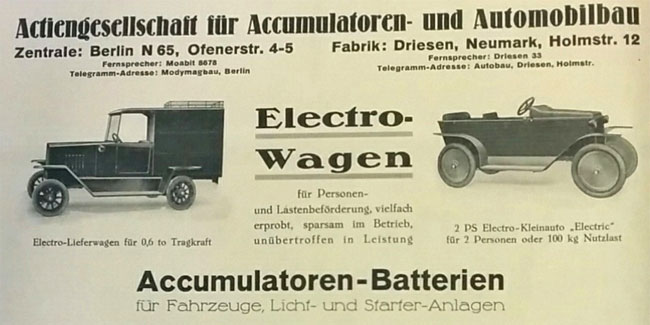 Actiengesellschaft für Accumulatoren- und Automobilbau
Zentrale: Berlin N 65, Ofenerstr. 4-5
Fernsprecher: Moabit 8678
Telegramm-Adresse: Modymagbau, Berlin
Fabrik: Driesen, Neumark, Holmstr. 12
Fernsprecher: Driesen 33
Telegramm-Adresse: Autobau, Driesen, Holmstr.
Electro-
Wagen
für Personen-
und Lastenbeförderung, vielfach
erprobt, sparsam im Betrieb,
unübertroffen in Leistung
Electro-Lieferwagen für 0,6 to Tragkraft
2 PS Electro-Kleinauto „Electric"
für 2 Personen oder 100 kg Nutzlast
Accumulatoren-Batterien
für Fahrzeuge, Licht- und Starter-Anlagen